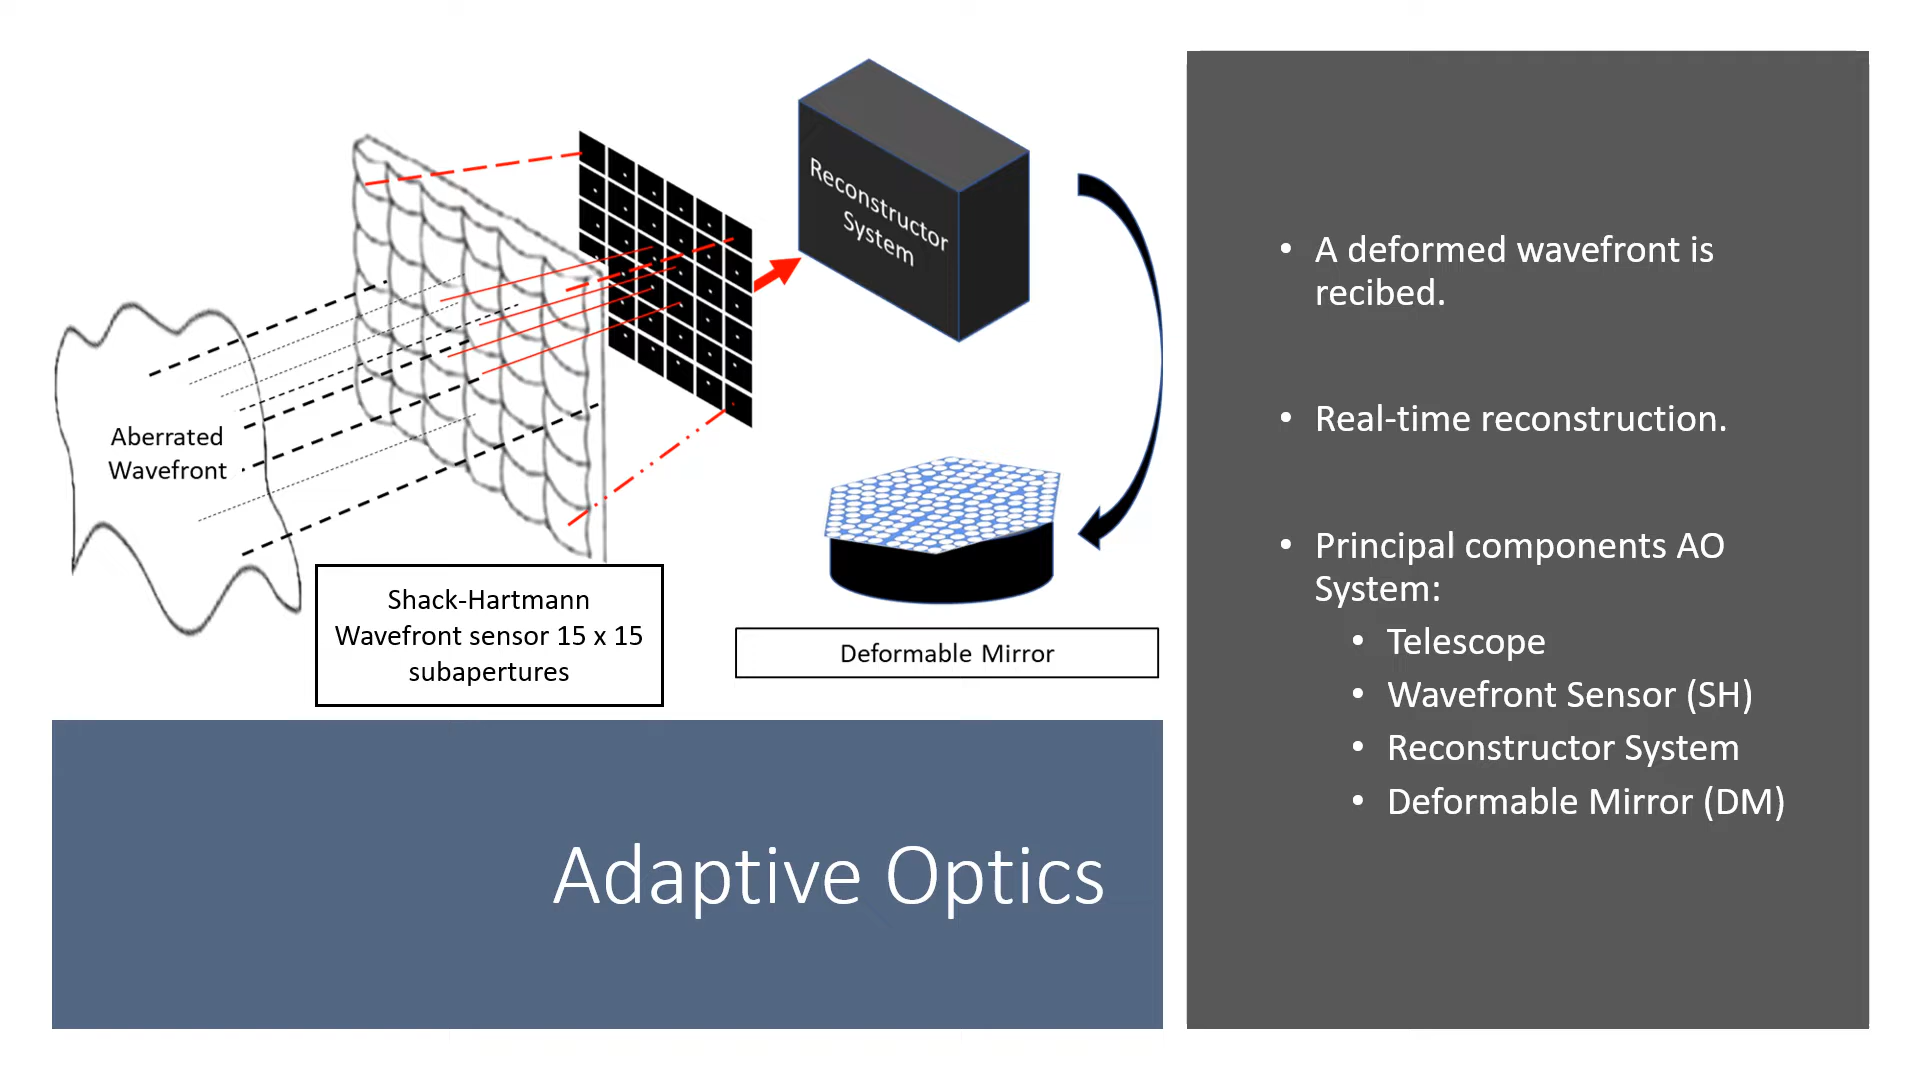 Reconstructor
System
Aberrated
Wavefront
Shack-Hartmann
Wavefront sensor 15 x 15
subapertures
Deformable Mirror
Adaptive Optics
• A deformed wavefront is
recibed.
• Real-time reconstruction.
• Principal components AO
System:
• Telescope
• Wavefront Sensor (SH)
• Reconstructor System
• Deformable Mirror (DM)